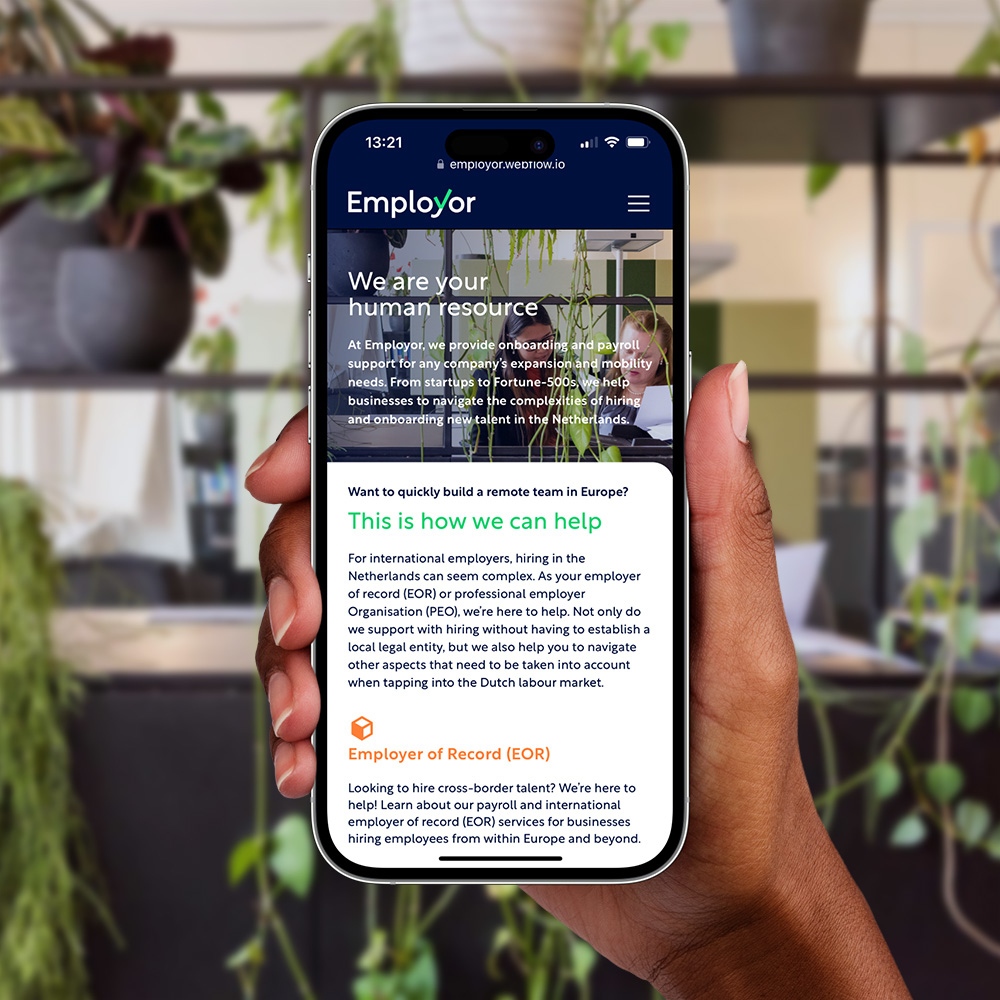 13:21
employor.webflow.io
Employor
We are your
human resource
At Employor, we provide onboarding and payroll
support for any company's expansion and mobility
needs. From startups to Fortune-500s, we help
businesses to navigate the complexities of hiring
and onboarding new talent in the Netherlands.
Want to quickly build a remote team in Europe?
This is how we can help
For international employers, hiring in the
Netherlands can seem complex. As your employer
of record (EOR) or professional employer
Organisation (PEO), we're here to help. Not only do
we support with hiring without having to establish a
local legal entity, but we also help you to navigate
other aspects that need to be taken into account
when tapping into the Dutch labour market.
Employer of Record (EOR)
Looking to hire cross-border talent? We're here to
help! Learn about our payroll and international
employer of record (EOR) services for businesses
hiring employees from within Europe and beyond.